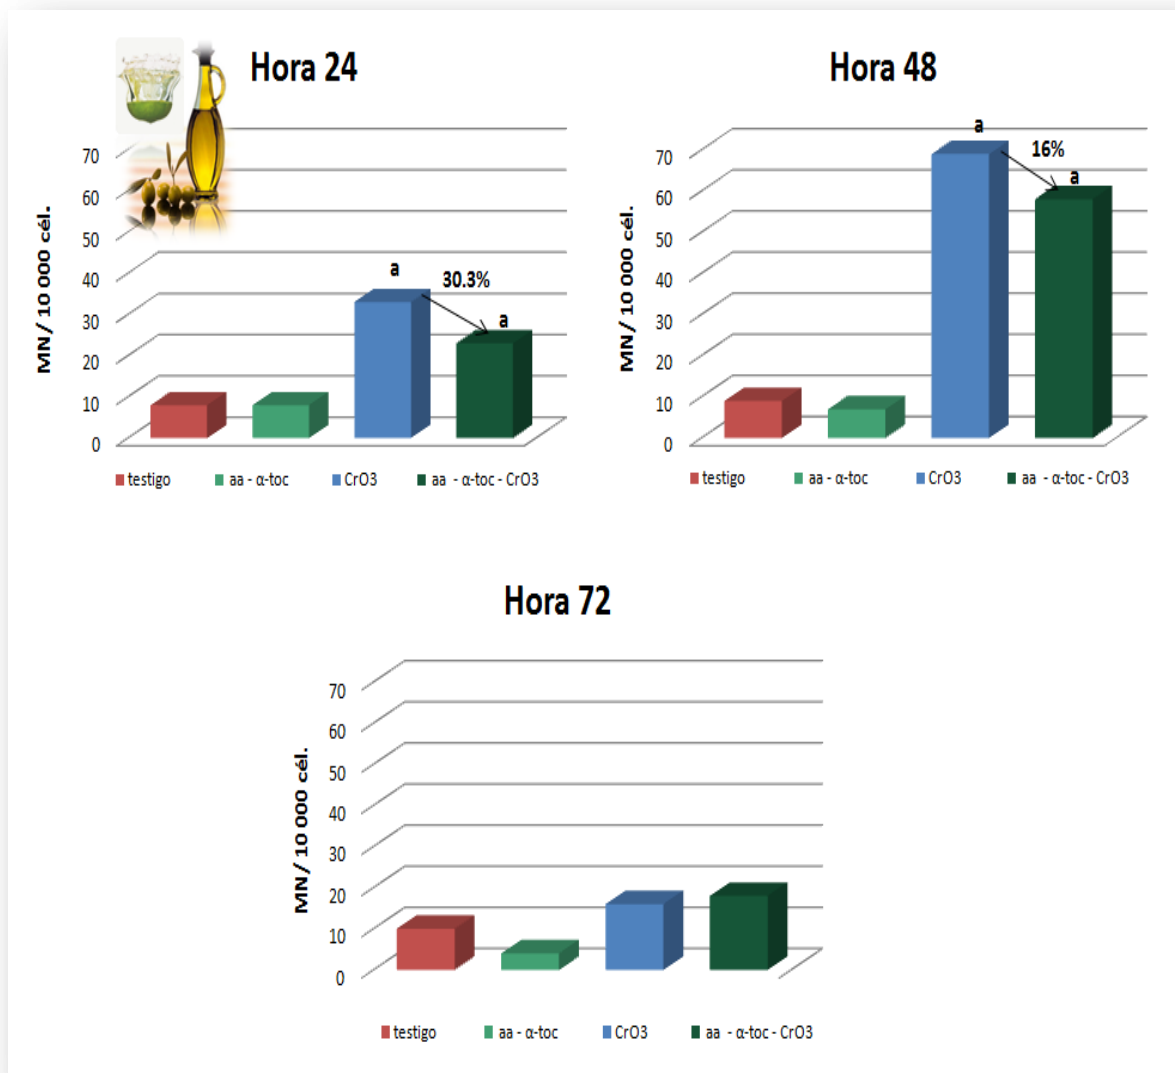 Hora 24
MN/ 10 000 cél.
70
60
50
40
30
20
10
0
a
30.3%
a
testigo aa - α-toc CrO3 aa - α-toc - CrO3
Hora 48
MN/ 10 000 cél.
70
60
50
40
30
20
10
0
a
16%
a
testigo aa - α-toc CrO3 aa - α-toc - CrO3
Hora 72
MN/ 10 000 cél.
70
60
50
40
30
20
10
0
testigo aa - α-toc CrO3 aa - α-toc - CrO3